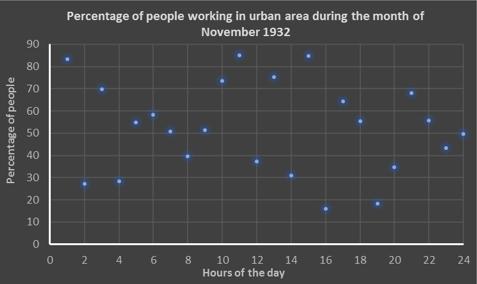 Percentage of people working in urban area during the month of
November 1932
Percentage of people
90
80
70
60
50
40
30
20
10
0
0 2 4 6 8 10 12 14 16 18 20 22 24
Hours of the day